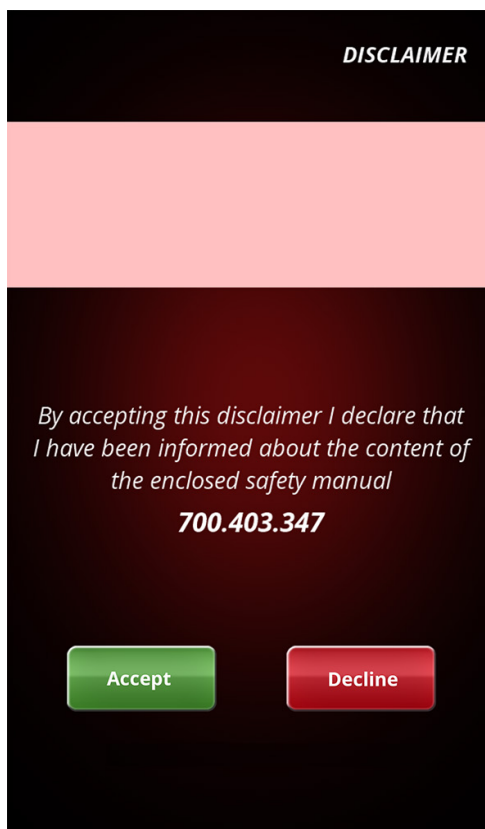 DISCLAIMER
By accepting this disclaimer I declare that
I have been informed about the content of
the enclosed safety manual
700.403.347
Accept
Decline